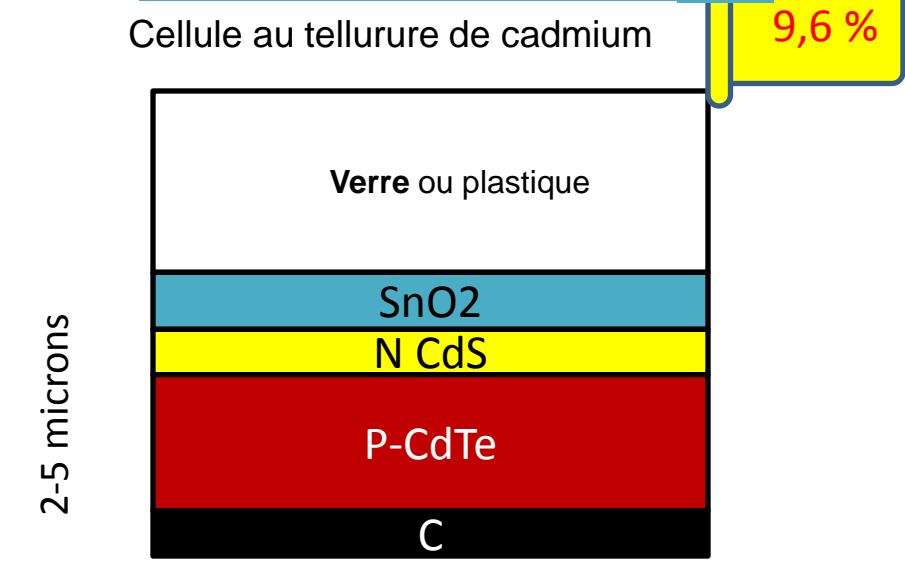 Cellule au tellurure de cadmium
9,6 %
Verre ou plastique
SnO2
N CdS
P-CdTe
C
2-5 microns